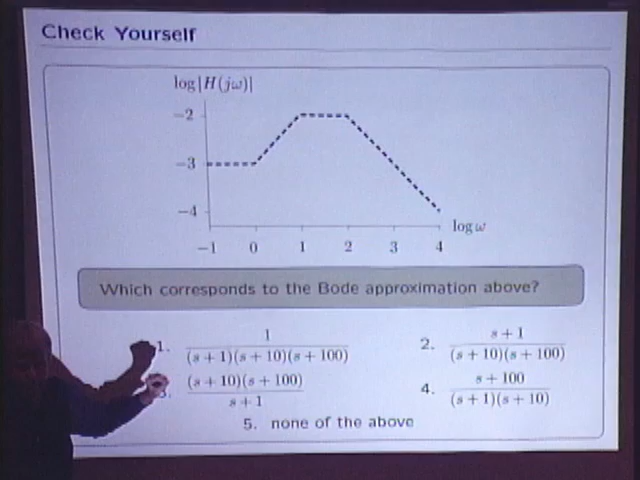 Check Yourself
log |H(jω)|
−2
−3
−4
−1 0 1 2 3 4
log ω
Which corresponds to the Bode approximation above?
1. 1 / (s + 1)(s + 10)(s + 100)
2. s + 1 / (s + 10)(s + 100)
3. (s + 10)(s + 100) / s + 1
4. s + 100 / (s + 1)(s + 10)
5. none of the above